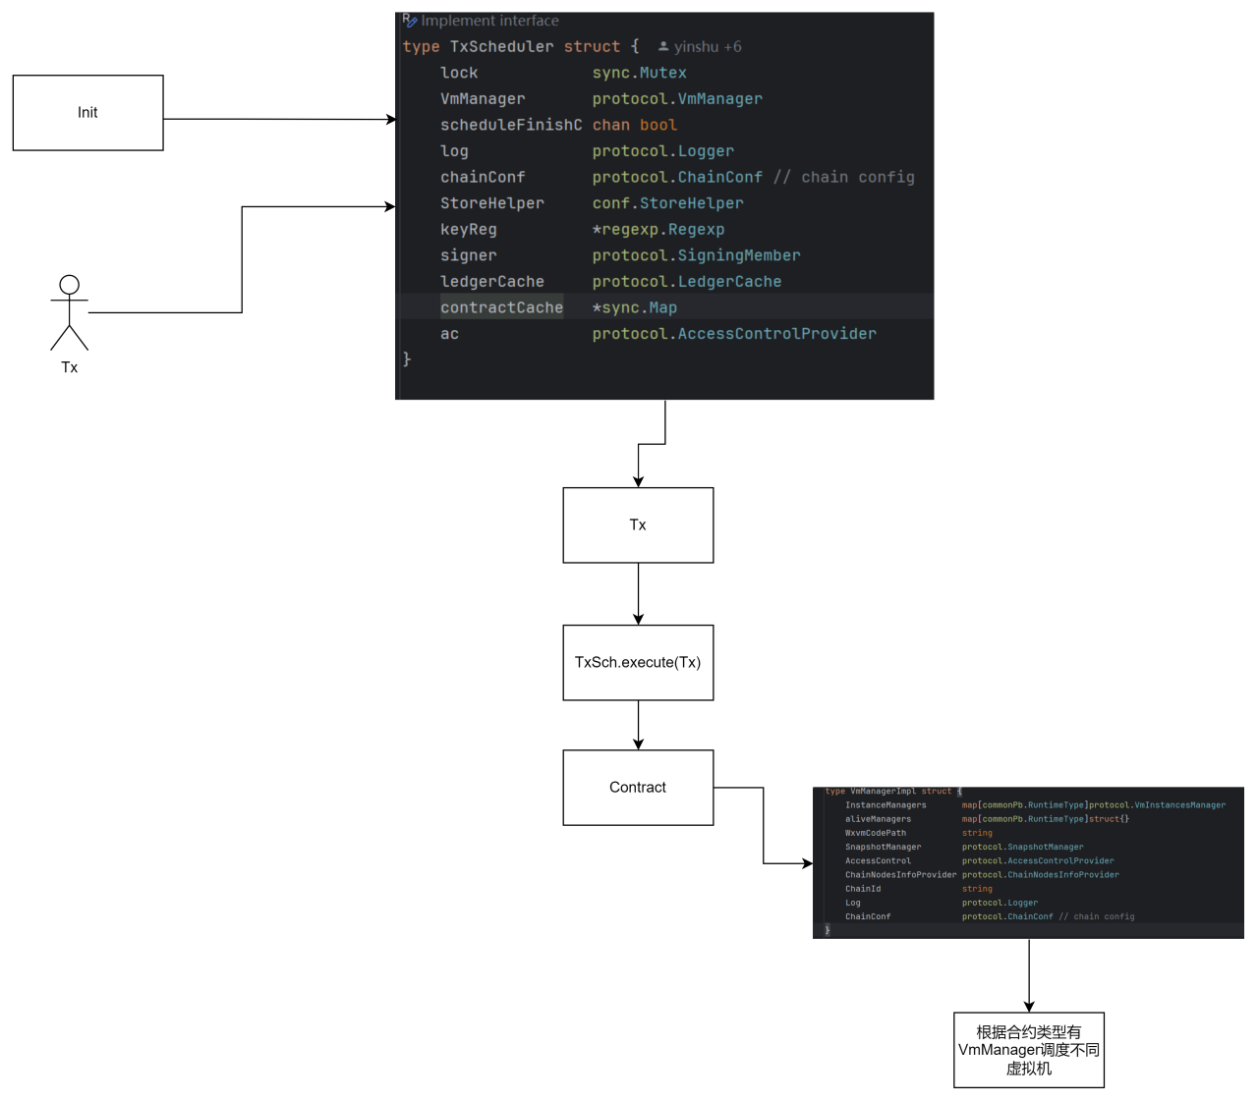 Implement interface
type TxScheduler struct { yinshu +6
lock sync.Mutex
VmManager protocol.VmManager
scheduleFinishC chan bool
log protocol.Logger
chainConf protocol.ChainConf // chain config
StoreHelper conf.StoreHelper
keyReg *regexp.Regexp
signer protocol.SigningMember
ledgerCache protocol.LedgerCache
contractCache *sync.Map
ac protocol.AccessControlProvider
}
Init
Tx
Tx
TxSch.execute(Tx)
Contract
type VmManagerImpl struct {
InstanceManagers map[commonPb.RuntimeType]protocol.VmInstancesManager
aliveManagers map[commonPb.RuntimeType]struct{}
WxvmCodePath string
SnapshotManager protocol.SnapshotManager
AccessControl protocol.AccessControlProvider
ChainNodesInfoProvider protocol.ChainNodesInfoProvider
ChainId string
Log protocol.Logger
ChainConf protocol.ChainConf // chain config
}
根据合约类型有
VmManager调度不同
虚拟机